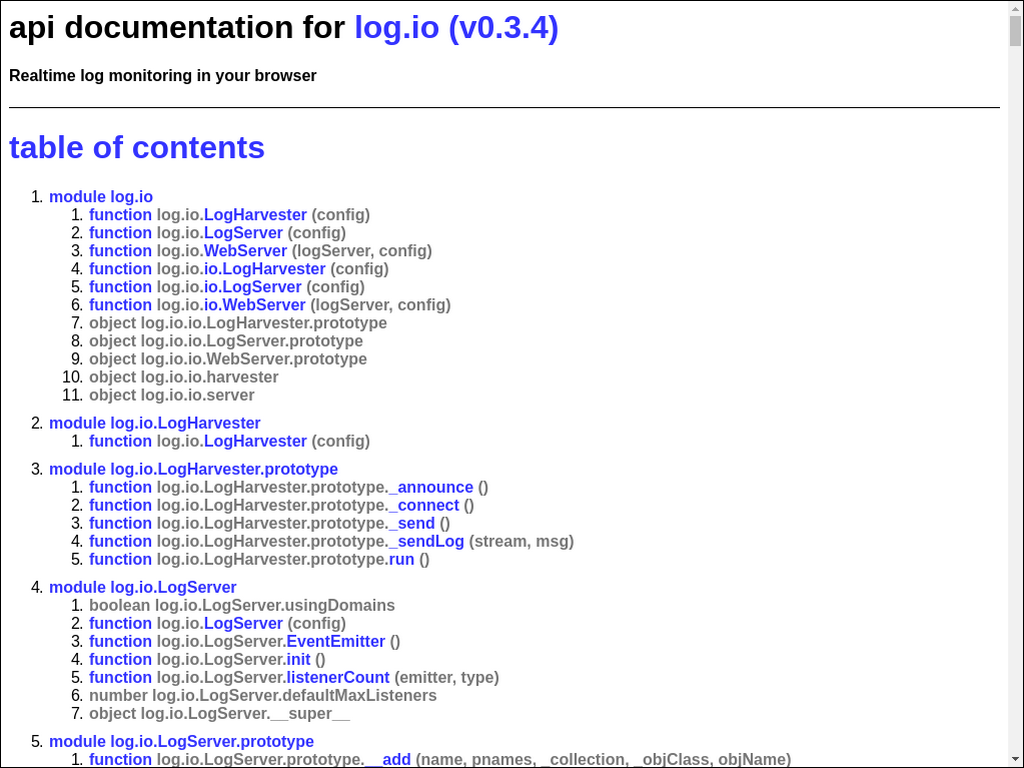 api documentation for log.io (v0.3.4)
Realtime log monitoring in your browser
table of contents
1. module log.io
1. function log.io.LogHarvester (config)
2. function log.io.LogServer (config)
3. function log.io.WebServer (logServer, config)
4. function log.io.io.LogHarvester (config)
5. function log.io.io.LogServer (config)
6. function log.io.io.WebServer (logServer, config)
7. object log.io.io.LogHarvester.prototype
8. object log.io.io.LogServer.prototype
9. object log.io.io.WebServer.prototype
10. object log.io.io.harvester
11. object log.io.io.server
2. module log.io.LogHarvester
1. function log.io.LogHarvester (config)
3. module log.io.LogHarvester.prototype
1. function log.io.LogHarvester.prototype._announce ()
2. function log.io.LogHarvester.prototype._connect ()
3. function log.io.LogHarvester.prototype._send ()
4. function log.io.LogHarvester.prototype._sendLog (stream, msg)
5. function log.io.LogHarvester.prototype.run ()
4. module log.io.LogServer
1. boolean log.io.LogServer.usingDomains
2. function log.io.LogServer (config)
3. function log.io.LogServer.EventEmitter ()
4. function log.io.LogServer.init ()
5. function log.io.LogServer.listenerCount (emitter, type)
6. number log.io.LogServer.defaultMaxListeners
7. object log.io.LogServer.__super__
5. module log.io.LogServer.prototype
1. function log.io.LogServer.prototype.__add (name, pnames, _collection, _objClass, objName)